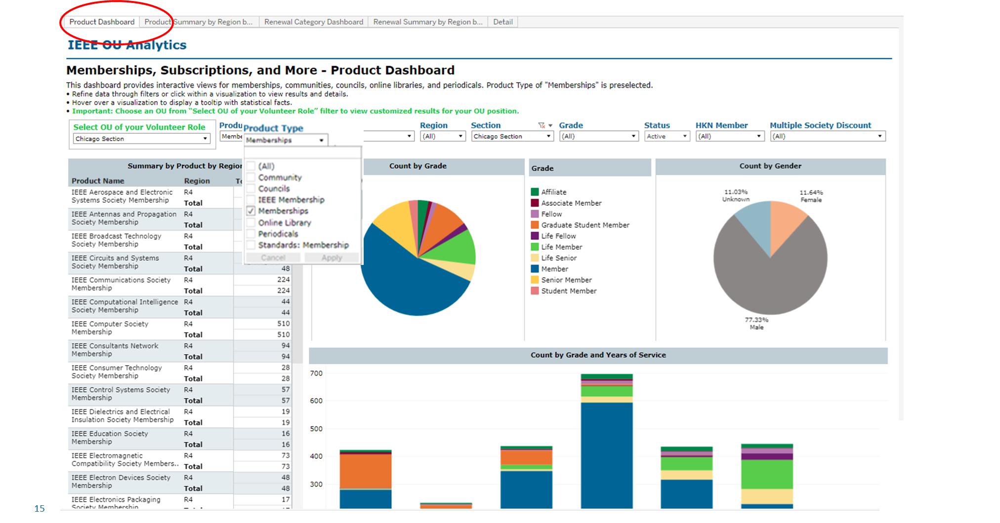 Product Dashboard
Product Summary by Region b...
Renewal Category Dashboard
Renewal Summary by Region b...
Detail
IEEE OU Analytics
Memberships, Subscriptions, and More - Product Dashboard
This dashboard provides interactive views for memberships, communities, councils, online libraries, and periodicals. Product Type of "Memberships" is preselected.
• Refine data through filters or click within a visualization to view results and details.
• Hover over a visualization to display a tooltip with statistical facts.
• Important: Choose an OU from “Select OU of your Volunteer Role” filter to view customized results for your OU position.
Select OU of your Volunteer Role
Chicago Section
Produ
Membe
Product Type
Memberships
(All)
Community
Councils
IEEE Membership
Memberships
Online Library
Periodicals
Standards: Membership
Cancel Apply
Region
(All)
Section
Chicago Section
Grade
(All)
Status
Active
HKN Member
(All)
Multiple Society Discount
(All)
Summary by Product by Region
Product Name Region To
IEEE Aerospace and Electronic R4
Systems Society Membership Total
IEEE Antennas and Propagation R4
Society Membership Total
IEEE Broadcast Technology R4
Society Membership Total
IEEE Circuits and Systems R4
Society Membership Total 48
IEEE Communications Society R4 224
Membership Total 224
IEEE Computational Intelligence R4 44
Society Membership Total 44
IEEE Computer Society R4 510
Membership Total 510
IEEE Consultants Network R4 94
Membership Total 94
IEEE Consumer Technology R4 28
Society Membership Total 28
IEEE Control Systems Society R4 57
Membership Total 57
IEEE Dielectrics and Electrical R4 19
Insulation Society Membership Total 19
IEEE Education Society R4 16
Membership Total 16
IEEE Electromagnetic R4 73
Compatibility Society Members.. Total 73
IEEE Electron Devices Society R4 48
Membership Total 48
IEEE Electronics Packaging R4 17
Society Membership
Count by Grade
Grade
Affiliate
Associate Member
Fellow
Graduate Student Member
Life Fellow
Life Member
Life Senior
Member
Senior Member
Student Member
Count by Gender
11.03%
Unknown
11.64%
Female
77.33%
Male
Count by Grade and Years of Service
700
600
500
400
300
15